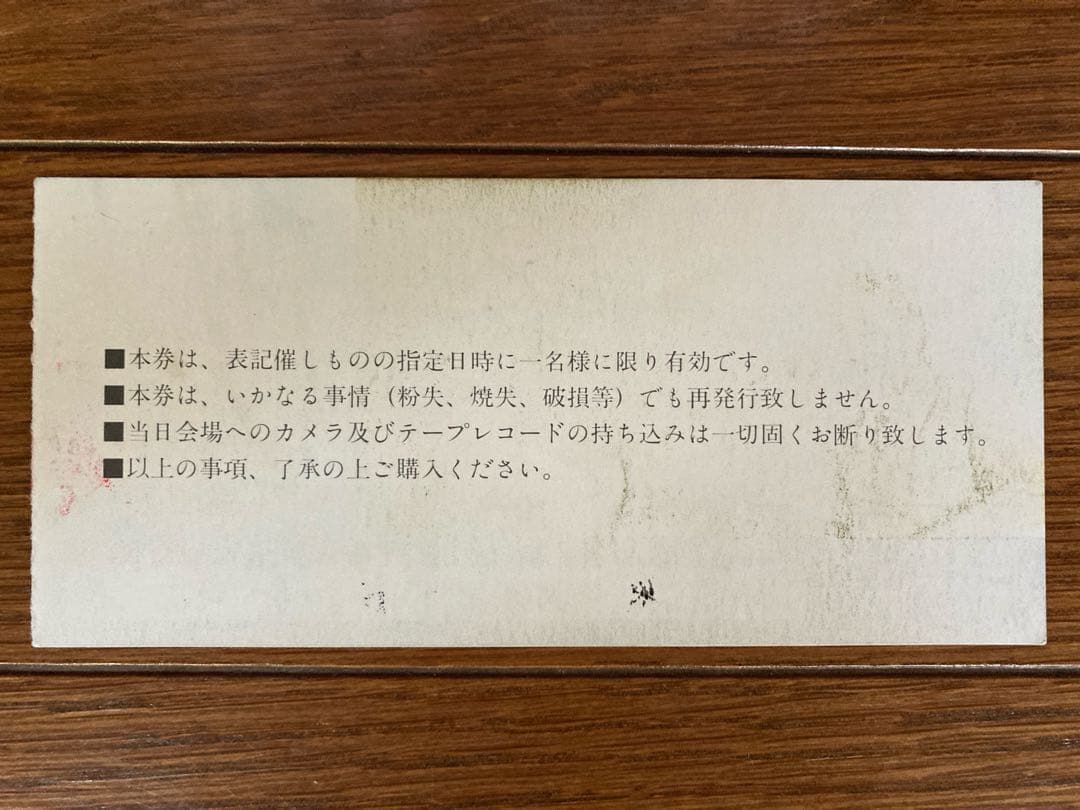 ■本券は、表記催しものの指定日時に一名様に限り有効です。
■本券は、いかなる事情（粉失、焼失、破損等）でも再発行致しません。
■当日会場へのカメラ及びテープレコードの持ち込みは一切固くお断り致します。
■以上の事項、了承の上ご購入ください。